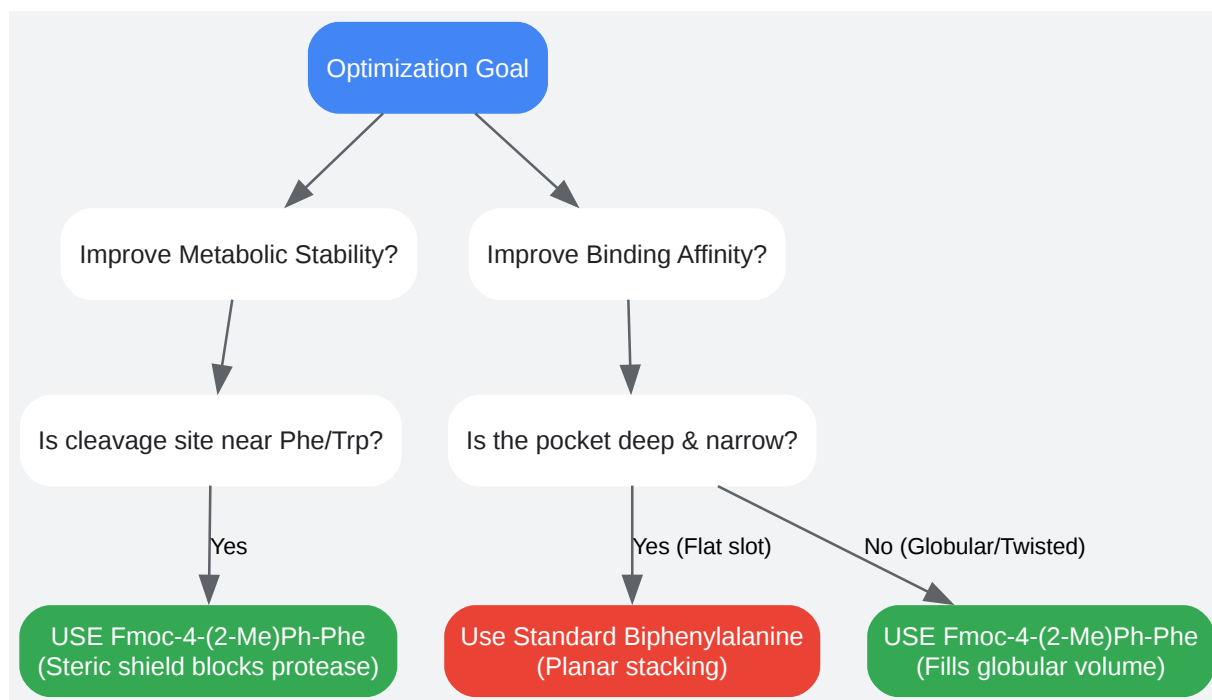 Optimization Goal
Improve Metabolic Stability?
Improve Binding Affinity?
Is cleavage site near Phe/Trp?
Is the pocket deep & narrow?
Yes
Yes (Flat slot)
No (Globular/Twisted)
USE Fmoc-4-(2-Me)Ph-Phe
(Steric shield blocks protease)
Use Standard Biphenylalanine
(Planar stacking)
USE Fmoc-4-(2-Me)Ph-Phe
(Fills globular volume)